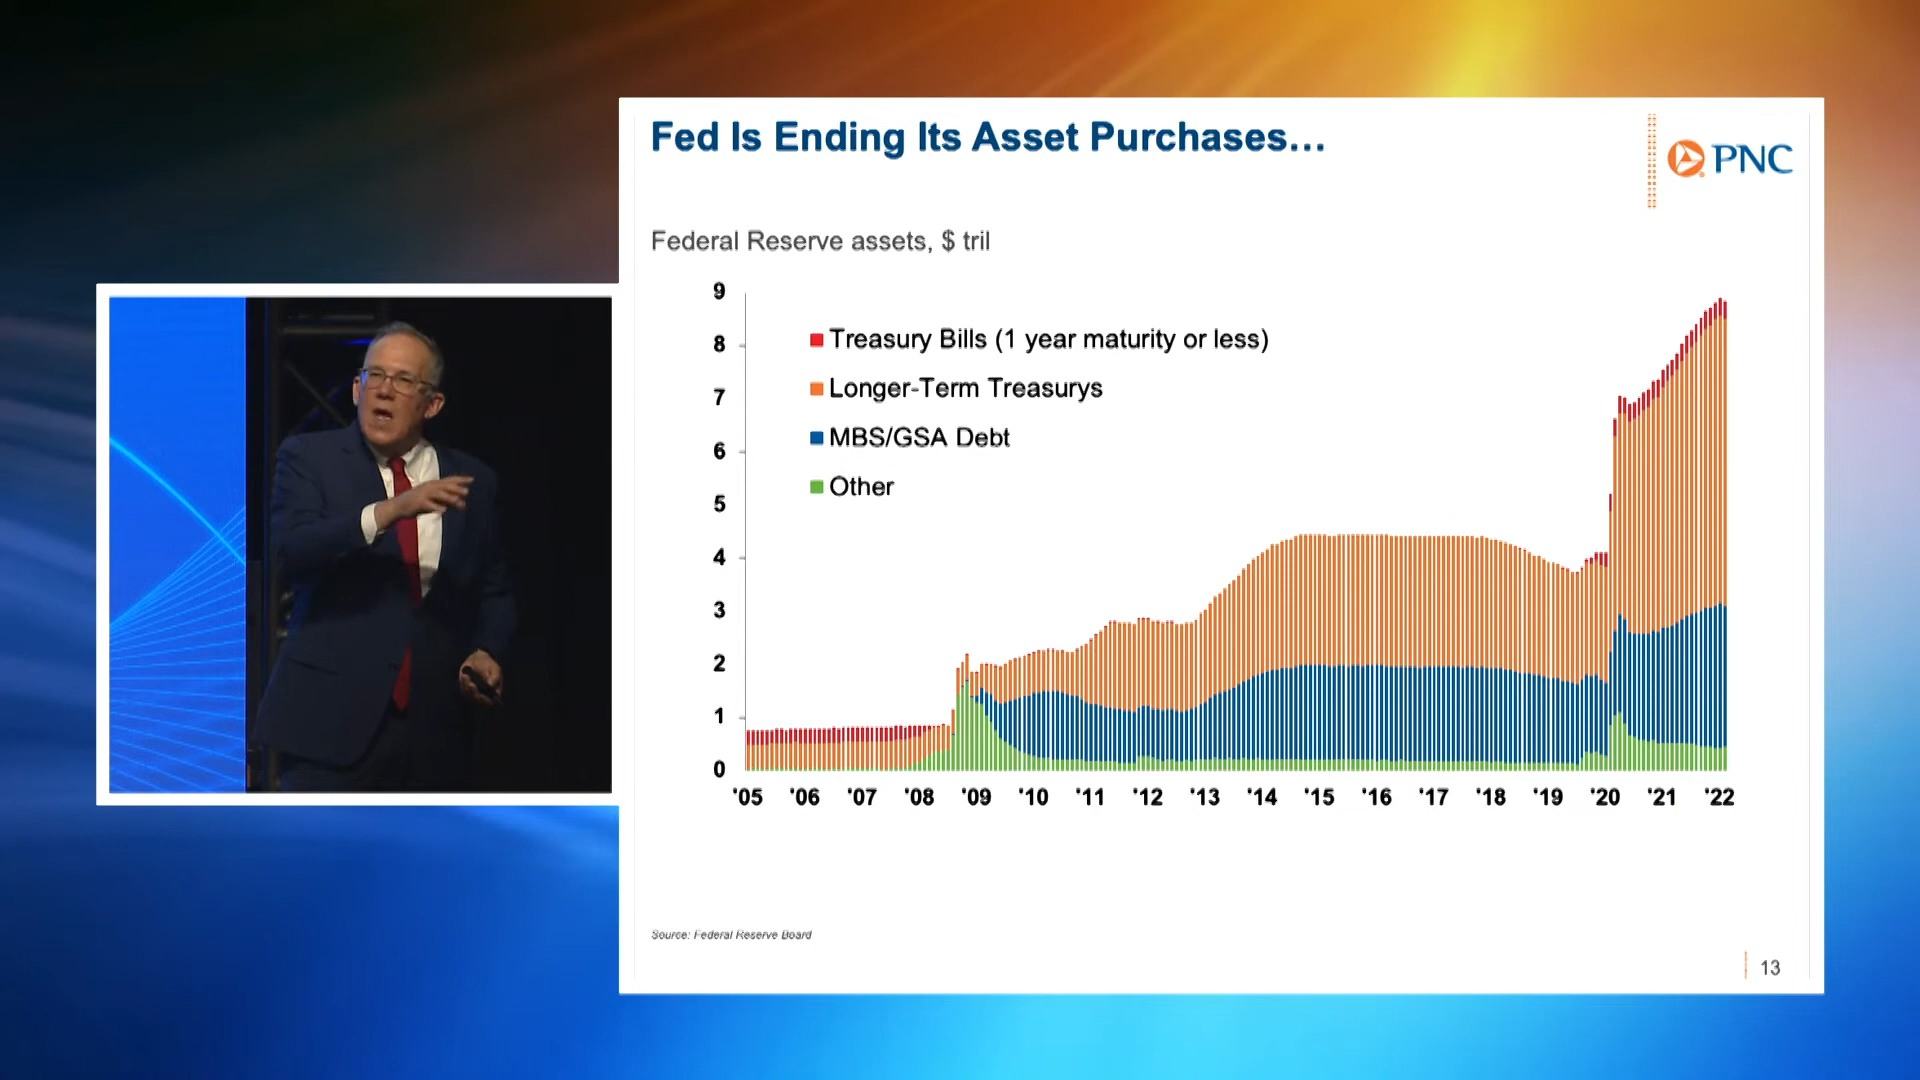 Fed Is Ending Its Asset Purchases...
PNC
Federal Reserve assets, $ tril
9
8
7
6
5
4
3
2
1
0
Treasury Bills (1 year maturity or less)
Longer-Term Treasurys
MBS/GSA Debt
Other
'05 '06 '07 '08 '09 '10 '11 '12 '13 '14 '15 '16 '17 '18 '19 '20 '21 '22
Source: Federal Reserve Board
13